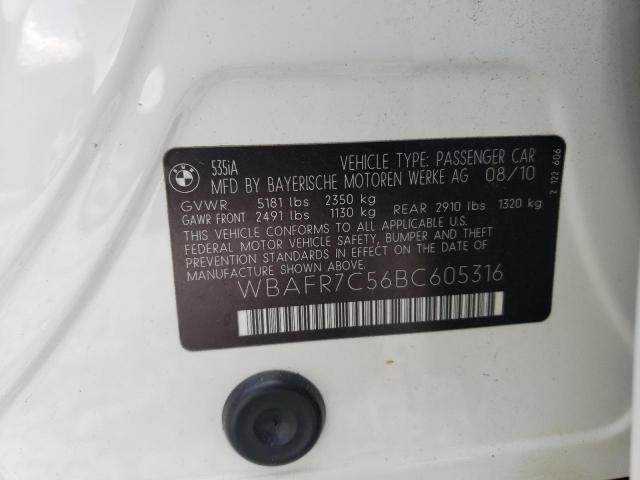 535iA
VEHICLE TYPE: PASSENGER CAR
MFD BY BAYERISCHE MOTOREN WERKE AG 08/10
GVWR 5181 lbs 2350 kg
GAWR FRONT 2491 lbs 1130 kg REAR 2910 lbs 1320 kg
THIS VEHICLE CONFORMS TO ALL APPLICABLE U.S.
FEDERAL MOTOR VEHICLE SAFETY, BUMPER AND THEFT
PREVENTION STANDARDS IN EFFECT ON THE DATE OF
MANUFACTURE SHOWN ABOVE.
WBAFR7C56BC605316
2 122 606